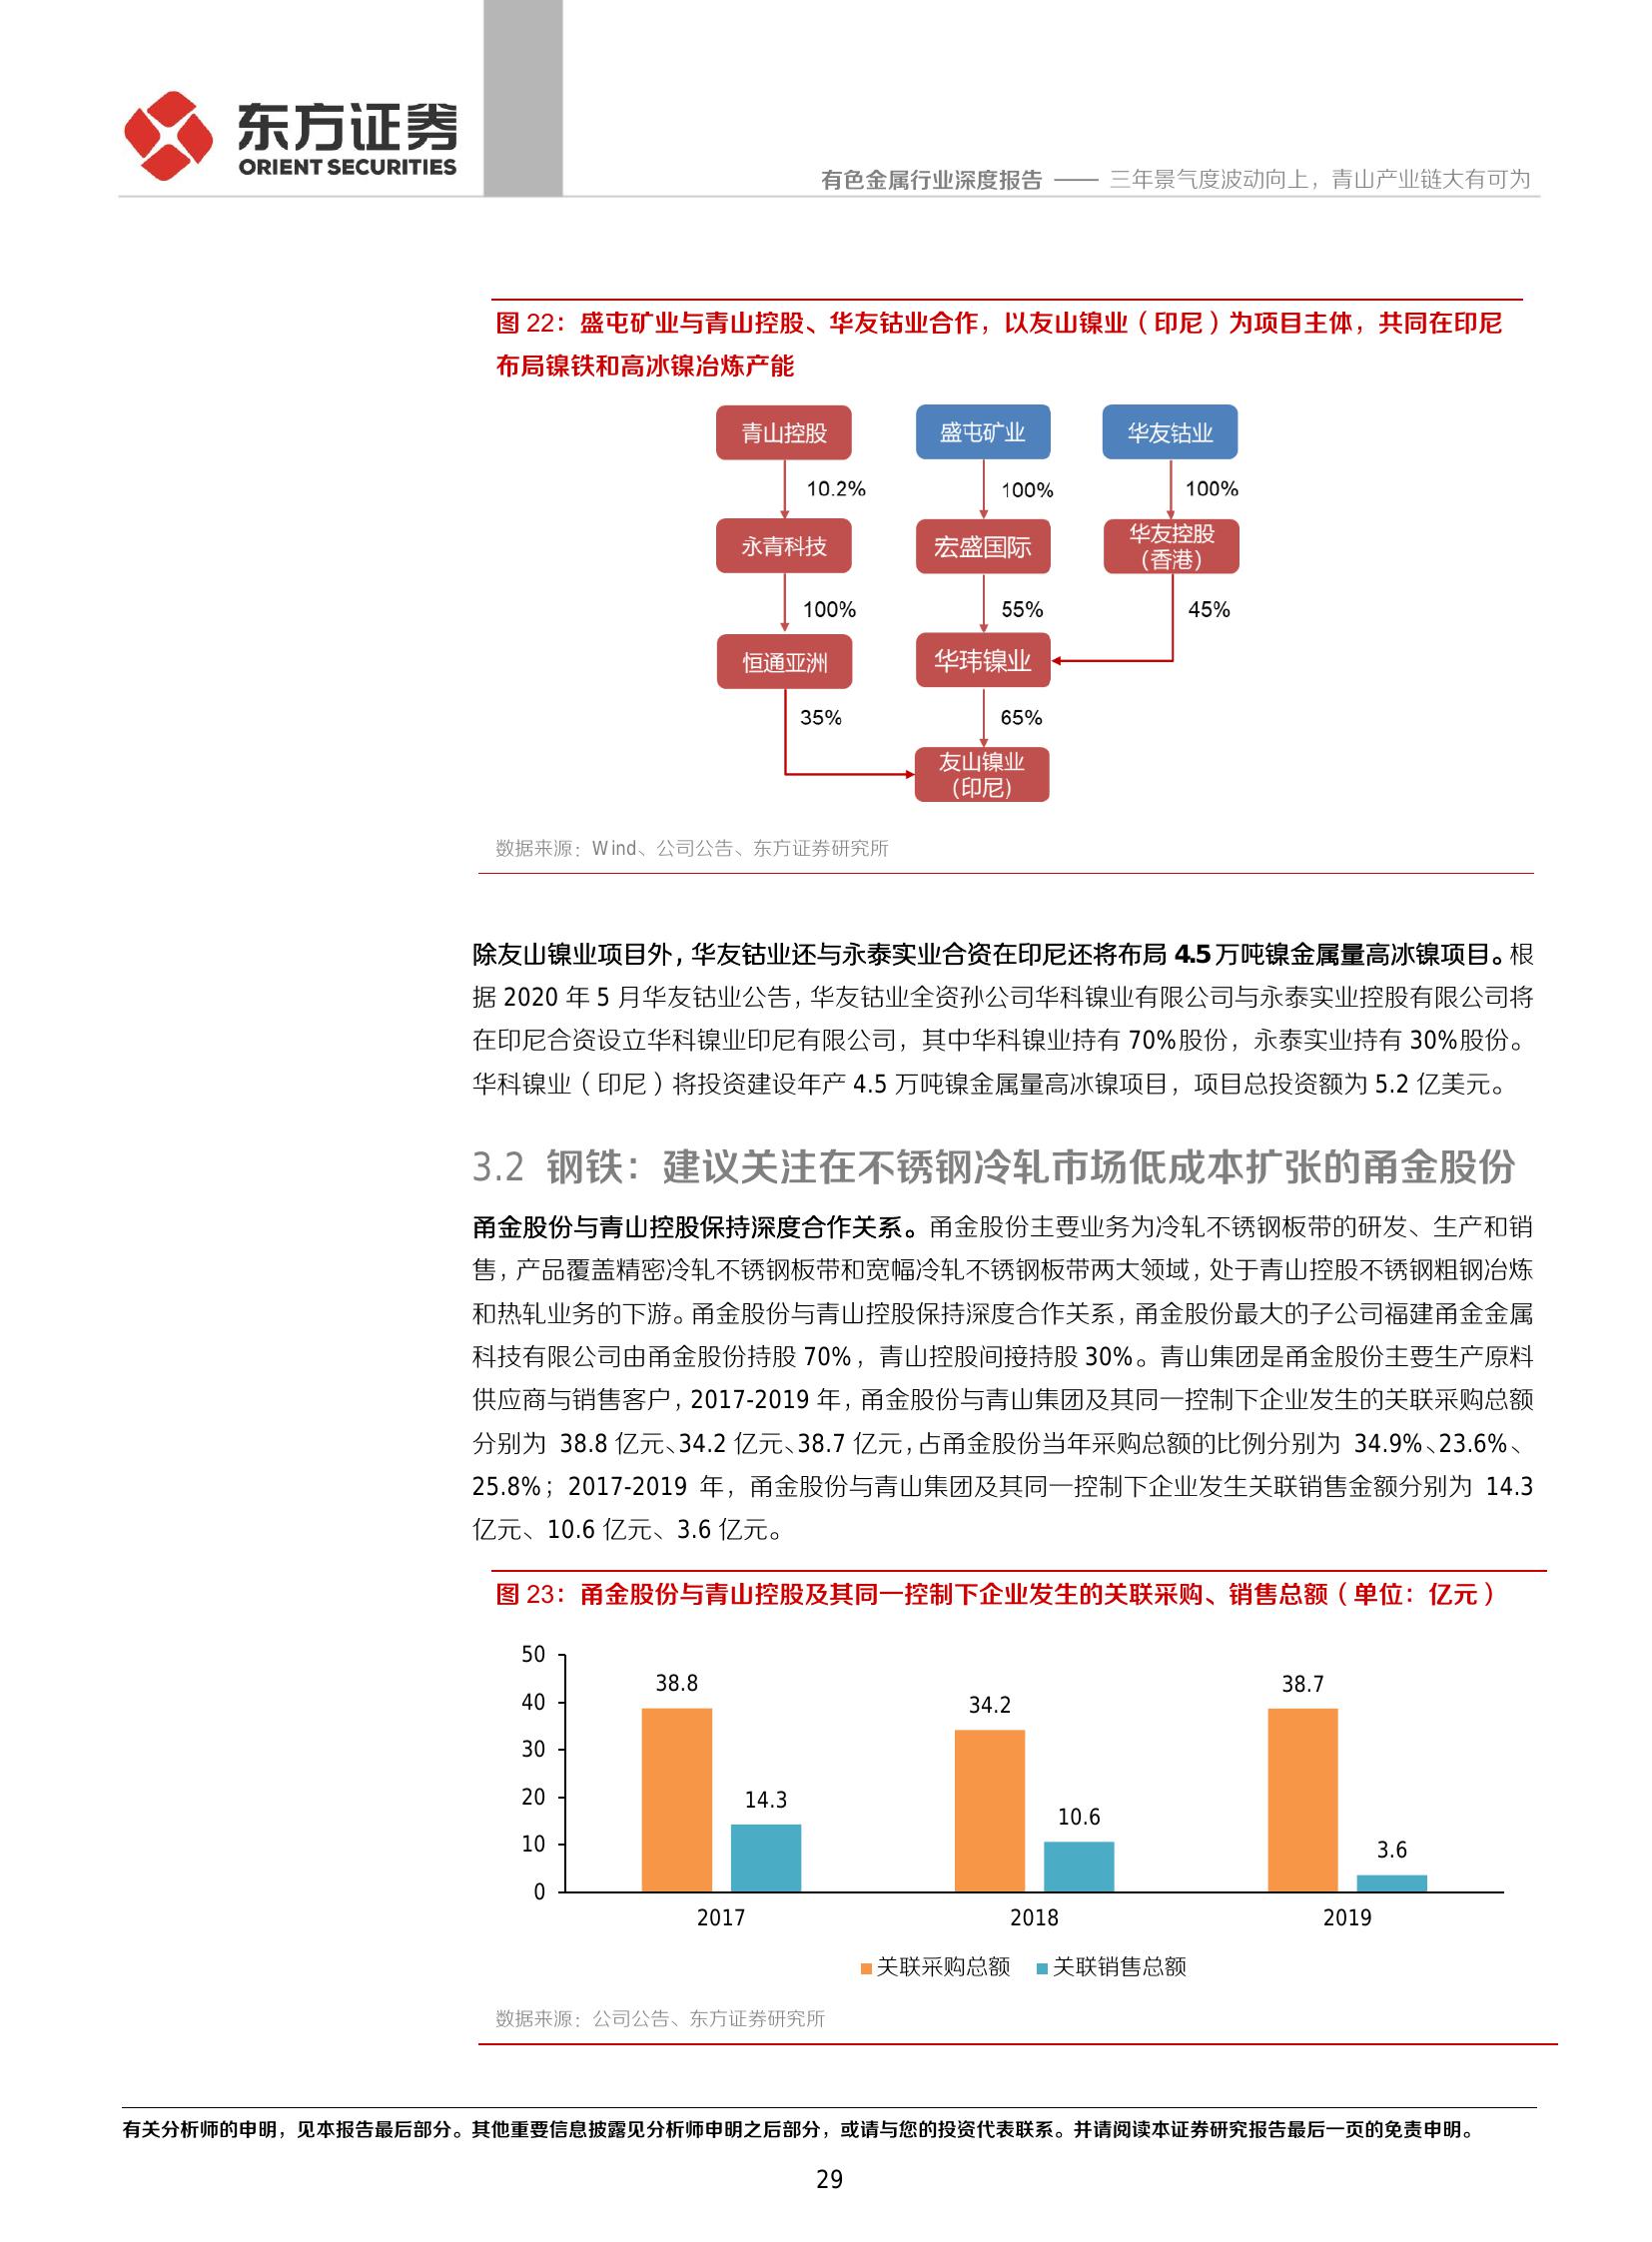 东方证券
ORIENT SECURITIES
有色金属行业深度报告 —— 三年景气度波动向上，青山产业链大有可为
图 22：盛屯矿业与青山控股、华友钴业合作，以友山镍业（印尼）为项目主体，共同在印尼
布局镍铁和高冰镍冶炼产能
青山控股 盛屯矿业 华友钴业
10.2% 100% 100%
永青科技 宏盛国际 华友控股
（香港）
100% 55% 45%
恒通亚洲 华玮镍业
35% 65%
友山镍业
（印尼）
数据来源：Wind、公司公告、东方证券研究所
除友山镍业项目外，华友钴业还与永泰实业合资在印尼还将布局 4.5 万吨镍金属量高冰镍项目。根
据 2020 年 5 月华友钴业公告，华友钴业全资孙公司华科镍业有限公司与永泰实业控股有限公司将
在印尼合资设立华科镍业印尼有限公司，其中华科镍业持有 70%股份，永泰实业持有 30%股份。
华科镍业（印尼）将投资建设年产 4.5 万吨镍金属量高冰镍项目，项目总投资额为 5.2 亿美元。
3.2 钢铁：建议关注在不锈钢冷轧市场低成本扩张的甬金股份
甬金股份与青山控股保持深度合作关系。甬金股份主要业务为冷轧不锈钢板带的研发、生产和销
售，产品覆盖精密冷轧不锈钢板带和宽幅冷轧不锈钢板带两大领域，处于青山控股不锈钢粗钢冶炼
和热轧业务的下游。甬金股份与青山控股保持深度合作关系，甬金股份最大的子公司福建甬金金属
科技有限公司由甬金股份持股 70%，青山控股间接持股 30%。青山集团是甬金股份主要生产原料
供应商与销售客户，2017-2019 年，甬金股份与青山集团及其同一控制下企业发生的关联采购总额
分别为 38.8 亿元、34.2 亿元、38.7 亿元，占甬金股份当年采购总额的比例分别为 34.9%、23.6%、
25.8%；2017-2019 年，甬金股份与青山集团及其同一控制下企业发生关联销售金额分别为 14.3
亿元、10.6 亿元、3.6 亿元。
图 23：甬金股份与青山控股及其同一控制下企业发生的关联采购、销售总额（单位：亿元）
50
40
30
20
10
0
38.8 14.3 34.2 10.6 38.7 3.6
2017 2018 2019
关联采购总额 关联销售总额
数据来源：公司公告、东方证券研究所
有关分析师的申明，见本报告最后部分。其他重要信息披露见分析师申明之后部分，或请与您的投资代表联系。并请阅读本证券研究报告最后一页的免责申明。
29